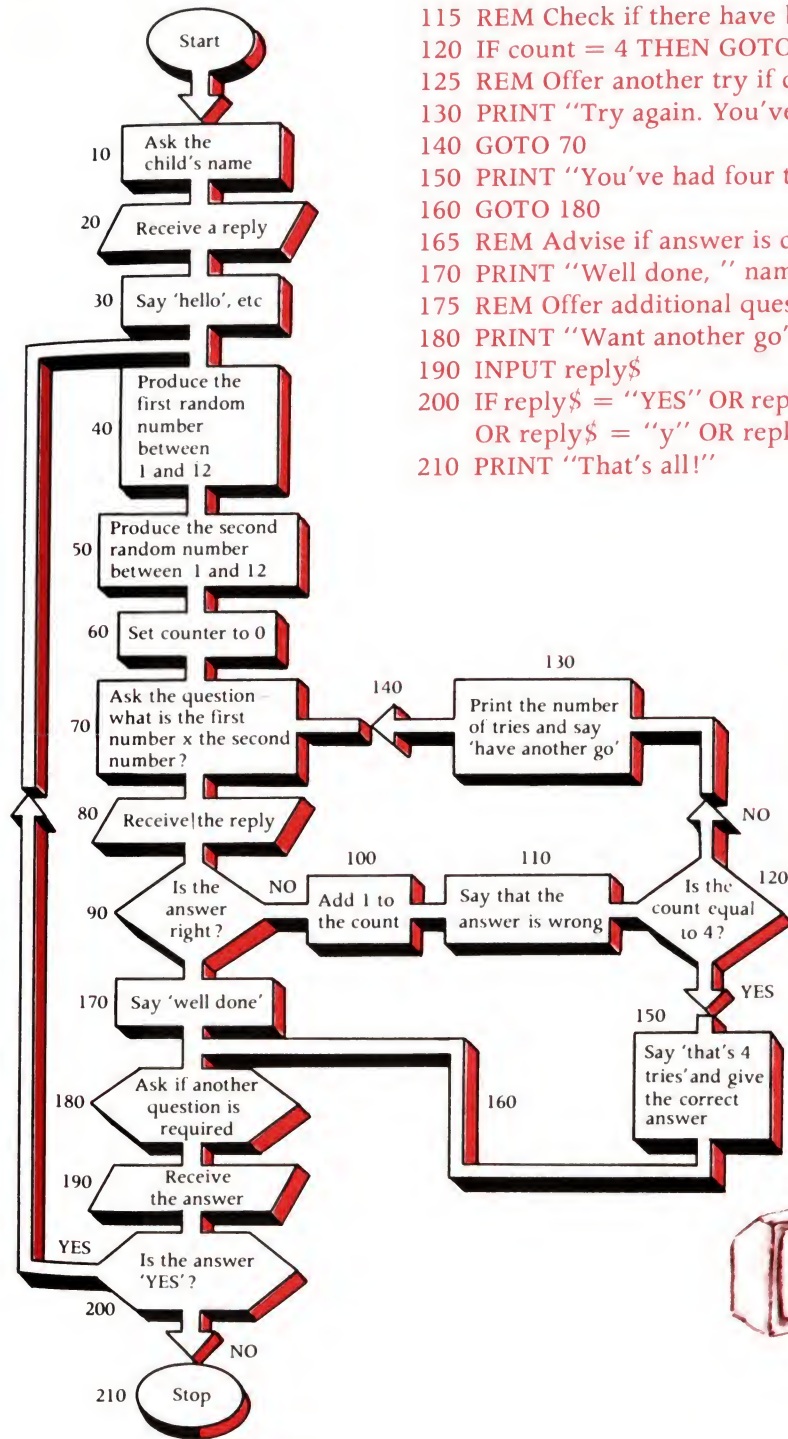 115 REM Check if there have
120 IF count = 4 THEN GOTO
125 REM Offer another try if
130 PRINT “Try again. You’ve
140 GOTO 70
150 PRINT “You’ve had four
160 GOTO 180
165 REM Advise if answer is
170 PRINT “Well done, ”
175 REM Offer additional
180 PRINT “Want another go”
190 INPUT reply$
200 IF reply$ = “YES” OR
OR reply$ = “y” OR
210 PRINT “That’s all!”
Start
10
Ask the
child’s name
20
Receive a reply
30
Say ‘hello’, etc
40
Produce the
first random
number
between
1 and 12
50
Produce the second
random number
between 1 and 12
60
Set counter to 0
70
Ask the question –
what is the first
number x the second
number?
80
Receive the reply
90
Is the
answer
right?
NO
100
Add 1 to
the count
110
Say that the
answer is wrong
120
Is the
count equal
to 4?
NO
130
Print the number
of tries and say
‘have another go’
140
YES
150
Say ‘that’s 4
tries’ and give
the correct
answer
160
170
Say ‘well done’
180
Ask if another
question is
required
190
Receive
the answer
200
Is the answer
‘YES’?
YES
NO
210
Stop